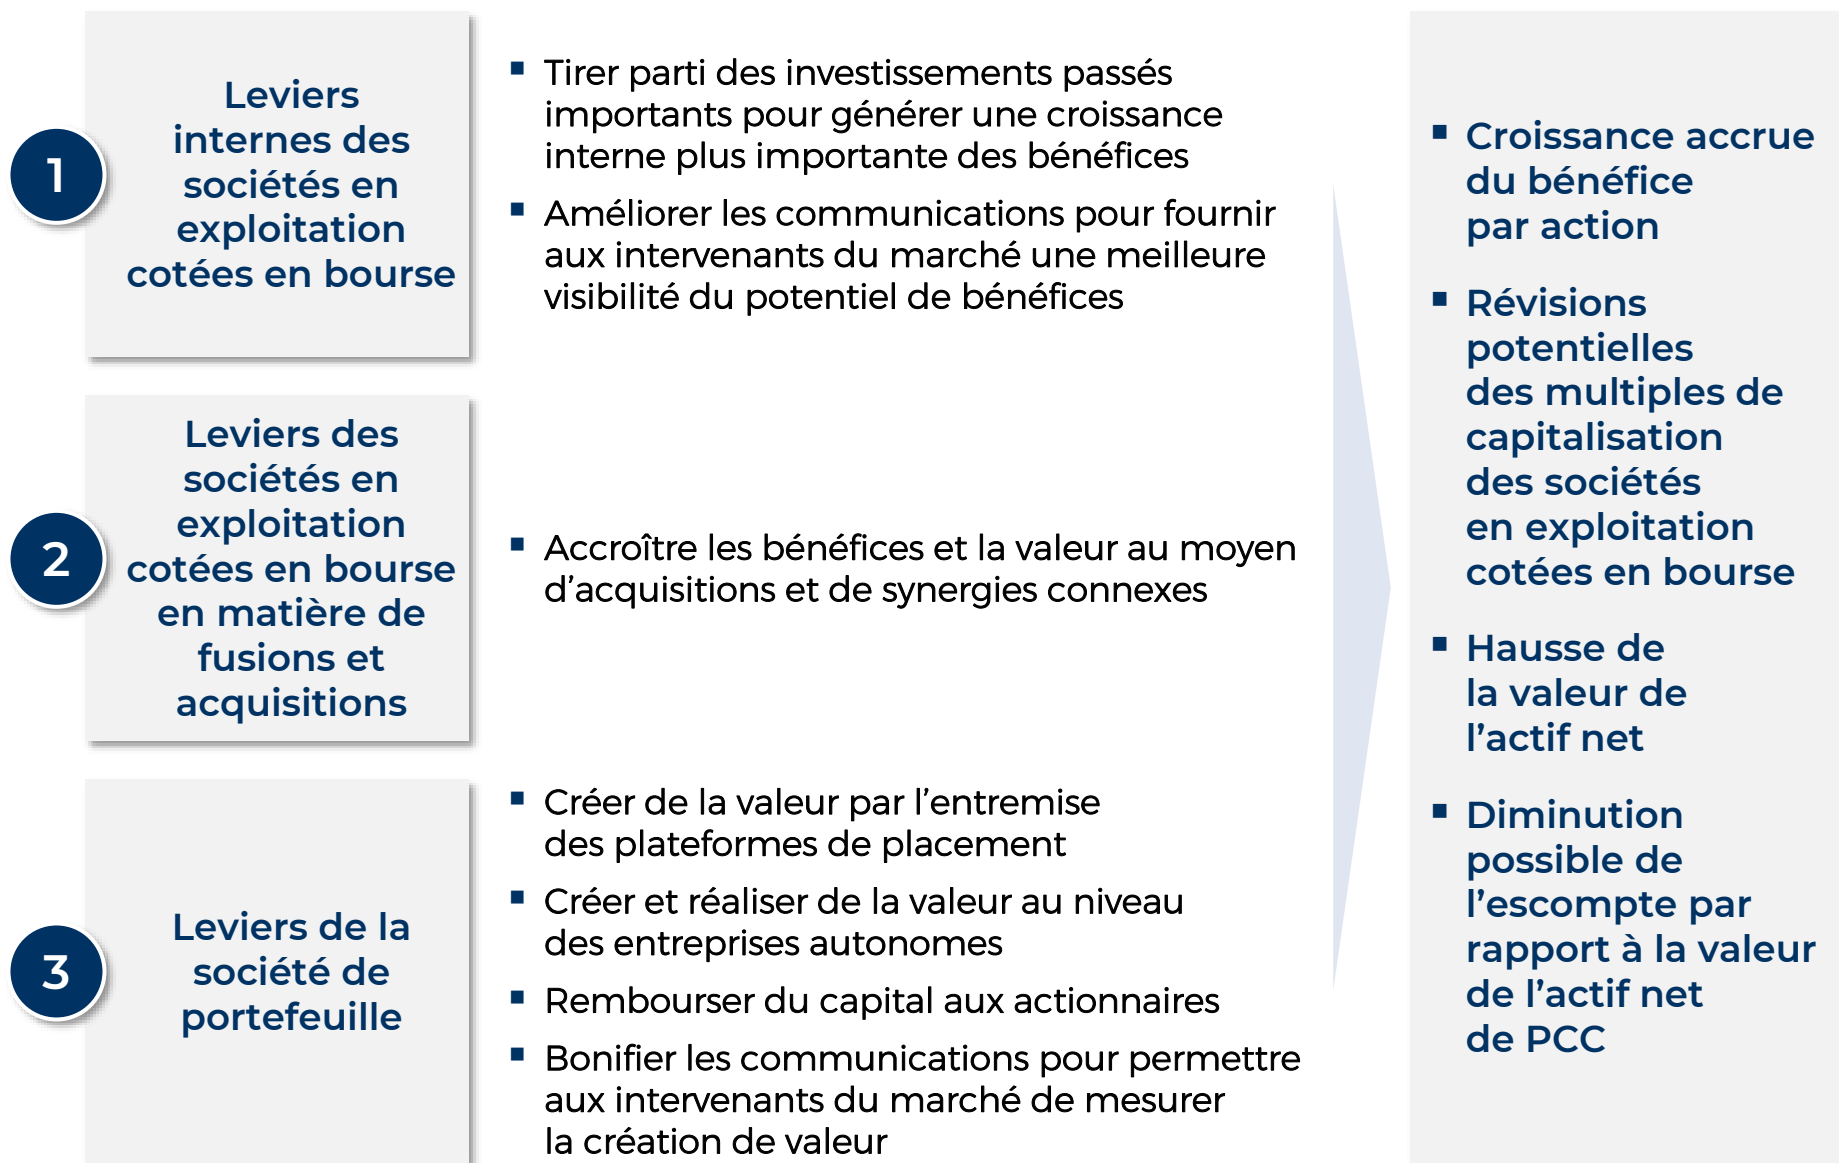 1
Leviers
internes des
sociétés en
exploitation
cotées en bourse
▪ Tirer parti des investissements passés
importants pour générer une croissance
interne plus importante des bénéfices
▪ Améliorer les communications pour fournir
aux intervenants du marché une meilleure
visibilité du potentiel de bénéfices
2
Leviers des
sociétés en
exploitation
cotées en bourse
en matière de
fusions et
acquisitions
▪ Accroître les bénéfices et la valeur au moyen
d’acquisitions et de synergies connexes
3
Leviers de la
société de
portefeuille
▪ Créer de la valeur par l’entremise
des plateformes de placement
▪ Créer et réaliser de la valeur au niveau
des entreprises autonomes
▪ Rembourser du capital aux actionnaires
▪ Bonifier les communications pour permettre
aux intervenants du marché de mesurer
la création de valeur
▪ Croissance accrue
du bénéfice
par action
▪ Révisions
potentielles
des multiples de
capitalisation
des sociétés
en exploitation
cotées en bourse
▪ Hausse de
la valeur de
l’actif net
▪ Diminution
possible de
l’escompte par
rapport à la valeur
de l’actif net
de PCC